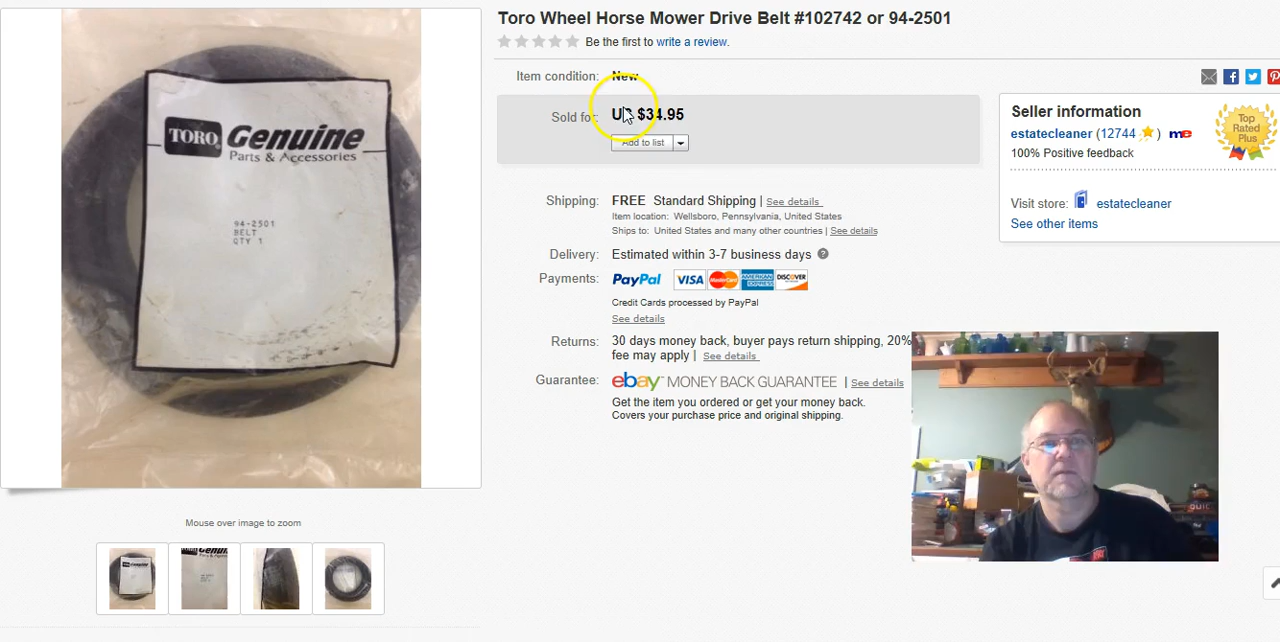 Toro Wheel Horse Mower Drive Belt #102742 or 94-2501
Be the first to write a review.
Item condition: New
Sold for: US $34.95
Add to list
Shipping: FREE Standard Shipping | See details
Item location: Wellsboro, Pennsylvania, United States
Ships to: United States and many other countries | See details
Delivery: Estimated within 3-7 business days ?
Payments: PayPal VISA MasterCard AMERICAN EXPRESS DISCOVER
Credit Cards processed by PayPal
See details
Returns: 30 days money back, buyer pays return shipping, 20%
fee may apply | See details
Guarantee: ebay MONEY BACK GUARANTEE | See details
Get the item you ordered or get your money back.
Covers your purchase price and original shipping.
Seller information
estatecleaner (12744 ) me
100% Positive feedback
Visit store: estatecleaner
See other items
Top
Rated
Plus
TORO Genuine
Parts & Accessories
94-2501
BELT
QTY 1
Mouse over image to zoom